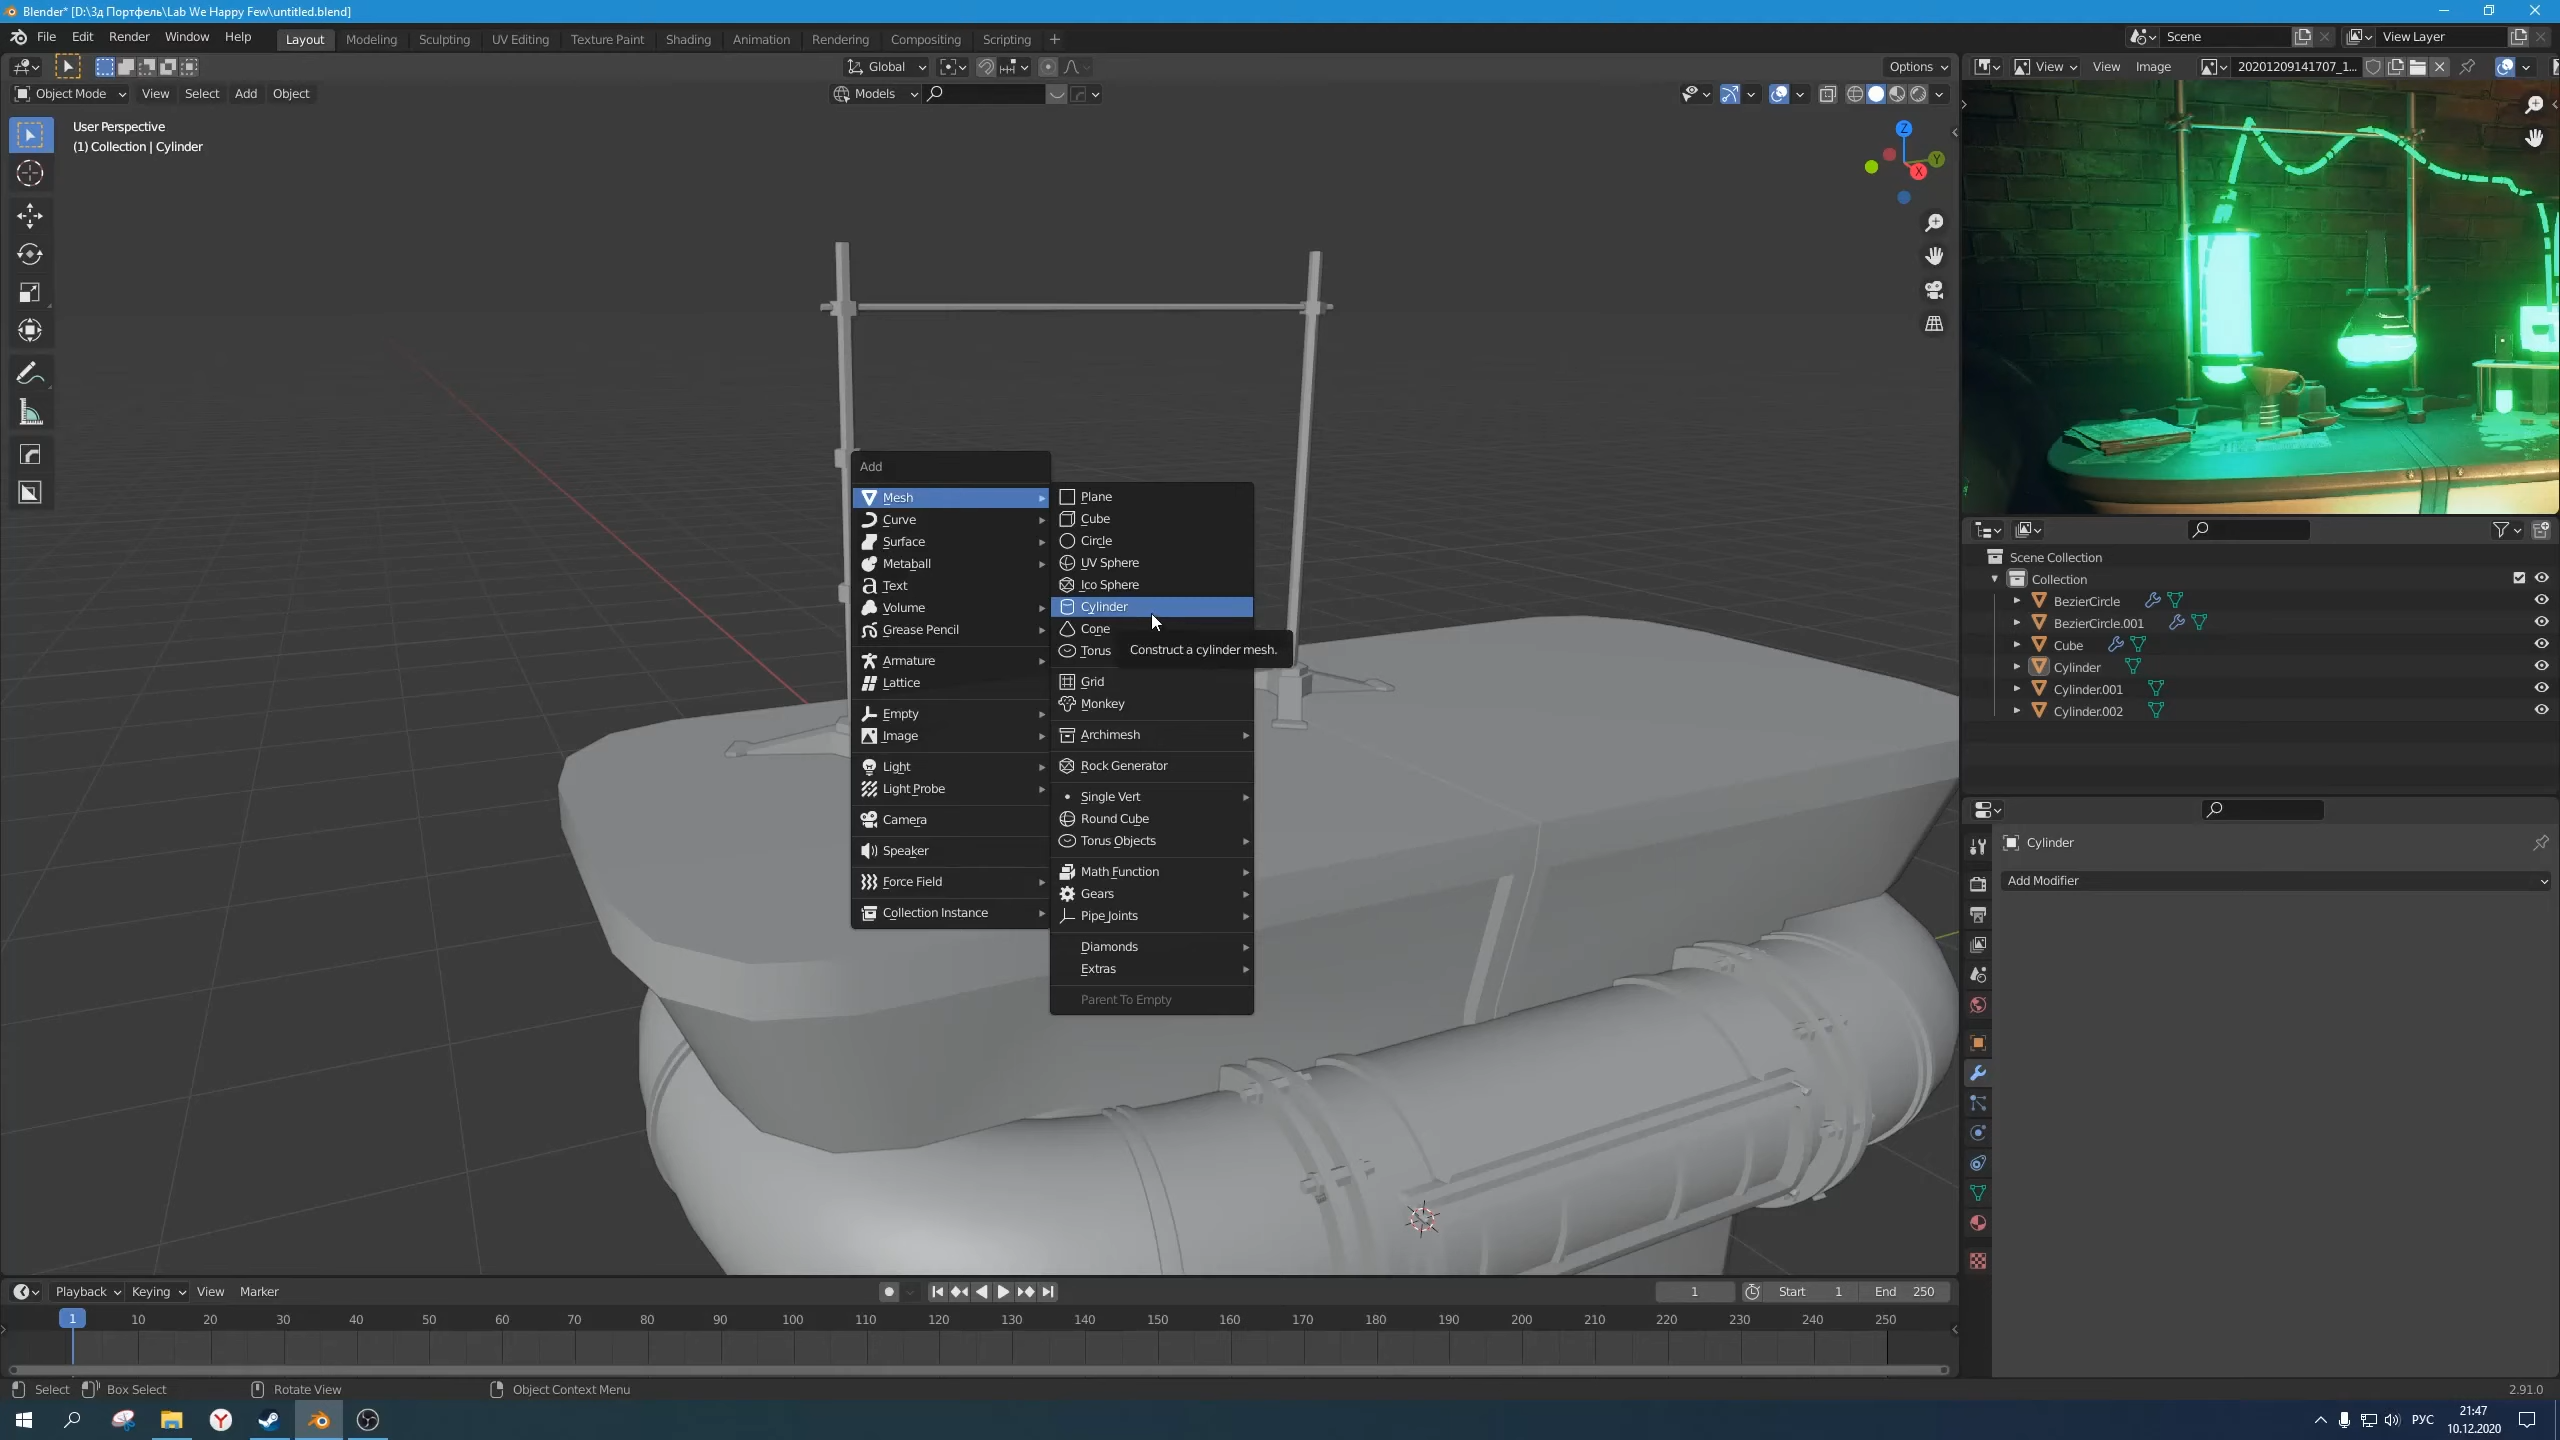 Blender* [D:\3д Портфель\Lab We Happy Few\untitled.blend]
File Edit Render Window Help Layout Modeling Sculpting UV Editing Texture Paint Shading Animation Rendering Compositing Scripting + Scene View Layer
Global Options View View Image 20201209141707_1...
Object Mode View Select Add Object Models
User Perspective
(1) Collection | Cylinder
Z
Y
X
Add
Mesh
Curve
Surface
Metaball
Text
Volume
Grease Pencil
Armature
Lattice
Empty
Image
Light
Light Probe
Camera
Speaker
Force Field
Collection Instance
Plane
Cube
Circle
UV Sphere
Ico Sphere
Cylinder
Cone
Torus
Construct a cylinder mesh.
Grid
Monkey
Archimesh
Rock Generator
Single Vert
Round Cube
Torus Objects
Math Function
Gears
Pipe Joints
Diamonds
Extras
Parent To Empty
Scene Collection
Collection
BezierCircle
BezierCircle.001
Cube
Cylinder
Cylinder.001
Cylinder.002
Cylinder
Add Modifier
Playback Keying View Marker 1 Start 1 End 250
1 10 20 30 40 50 60 70 80 90 100 110 120 130 140 150 160 170 180 190 200 210 220 230 240 250
Select Box Select Rotate View Object Context Menu 2.91.0
РУС
21:47
10.12.2020